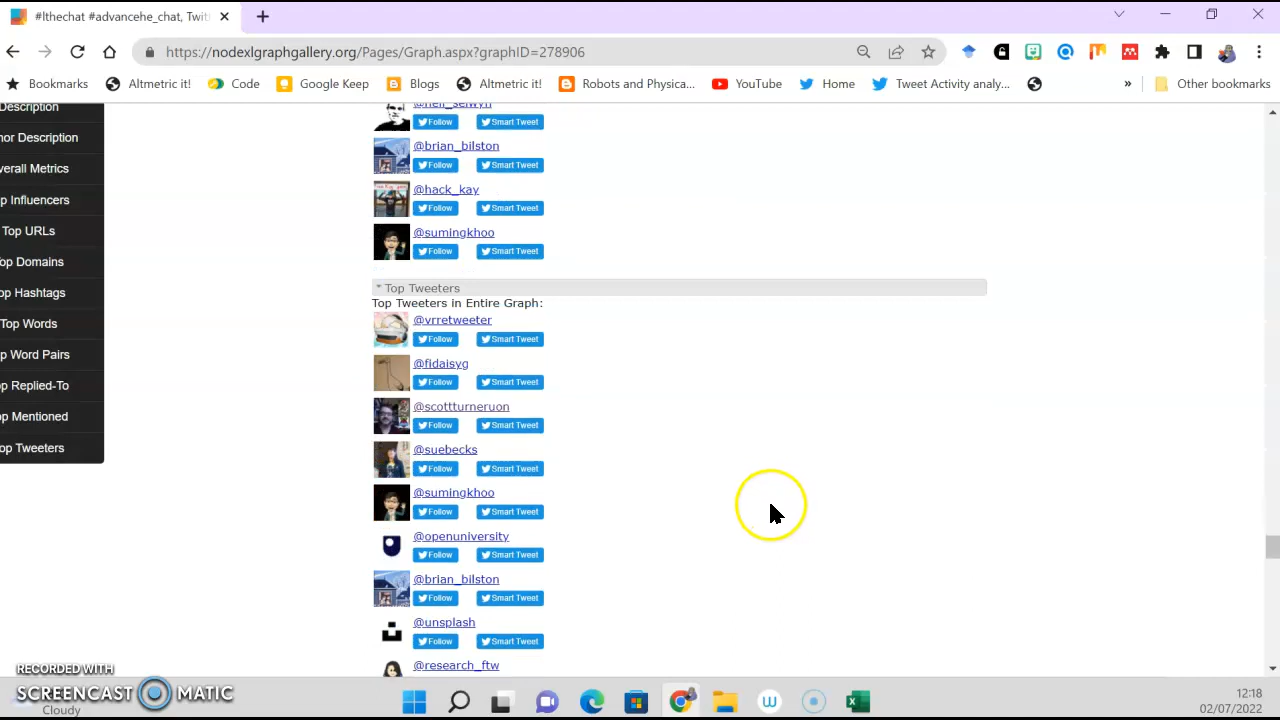 #lthechat #advancehe_chat, Twit
https://nodexlgraphgallery.org/Pages/Graph.aspx?graphID=278906
Bookmarks Altmetric it! Code Google Keep Blogs Altmetric it! Robots and Physica... YouTube Home Tweet Activity analy... » Other bookmarks
Description
hor Description
verall Metrics
p Influencers
Top URLs
op Domains
op Hashtags
Top Words
p Word Pairs
p Replied-To
p Mentioned
op Tweeters
@neil_selwyn
Follow Smart Tweet
@brian_bilston
Follow Smart Tweet
@hack_kay
Follow Smart Tweet
@sumingkhoo
Follow Smart Tweet
* Top Tweeters
Top Tweeters in Entire Graph:
@vrretweeter
Follow Smart Tweet
@fidaisyg
Follow Smart Tweet
@scottturneruon
Follow Smart Tweet
@suebecks
Follow Smart Tweet
@sumingkhoo
Follow Smart Tweet
@openuniversity
Follow Smart Tweet
@brian_bilston
Follow Smart Tweet
@unsplash
Follow Smart Tweet
@research_ftw
RECORDED WITH
SCREENCAST MATIC
Cloudy
12:18
02/07/2022